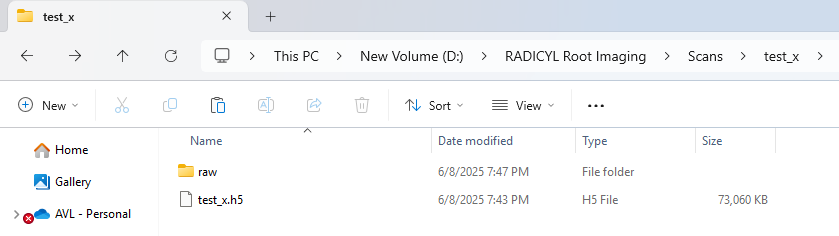 test_x
This PC > New Volume (D:) > RADICYL Root Imaging > Scans > test_x >
New Sort View
Name Date modified Type Size
Home
raw 6/8/2025 7:47 PM File folder
Gallery
test_x.h5 6/8/2025 7:43 PM H5 File 73,060 KB
AVL - Personal